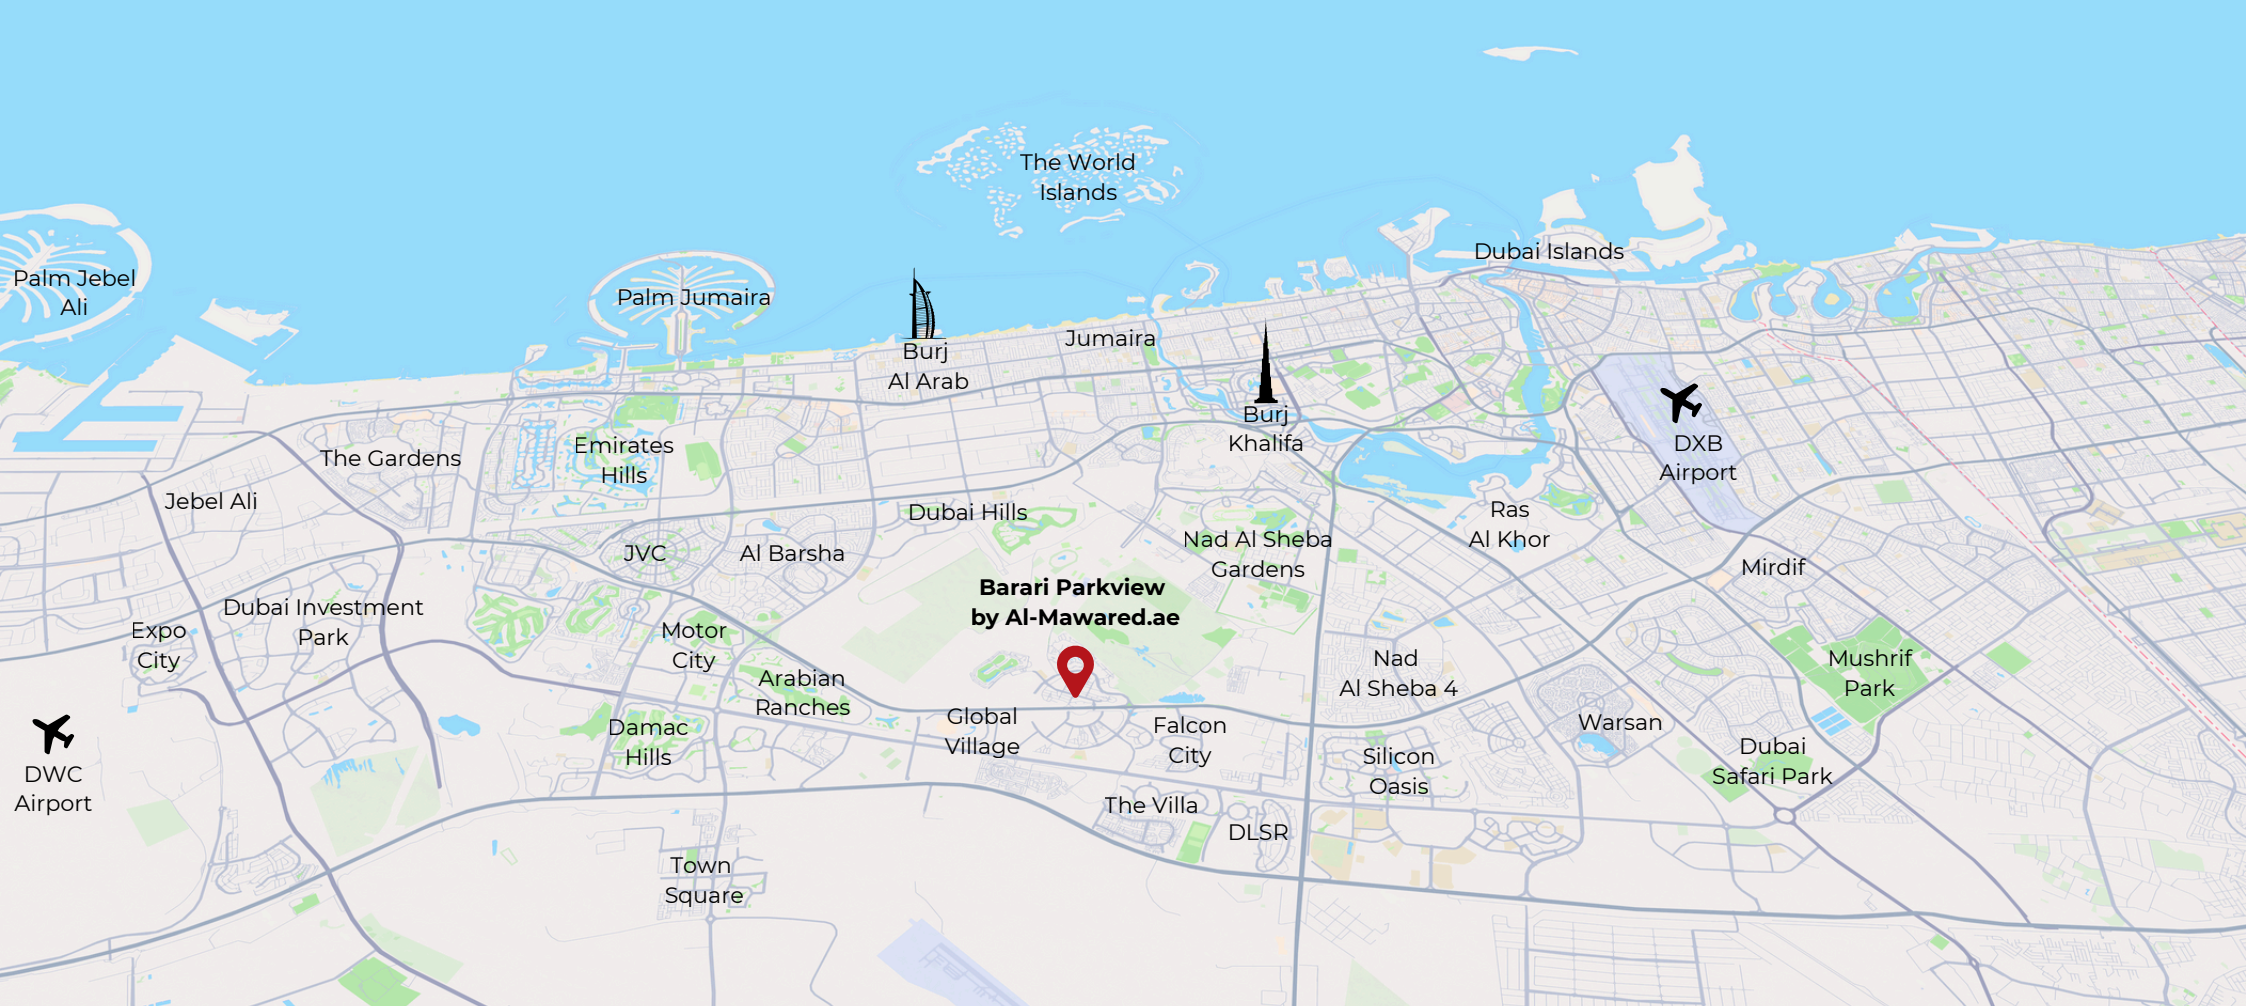 The World
Islands
Dubai Islands
Palm Jebel
Ali
Palm Jumaira
Jumaira
Burj
Al Arab
Burj
Khalifa
DXB
Airport
Emirates
Hills
The Gardens
Jebel Ali
Dubai Hills
Ras
Al Khor
Nad Al Sheba
Gardens
JVC
Al Barsha
Mirdif
Barari Parkview
by Al-Mawared.ae
Dubai Investment
Park
Expo
City
Motor
City
Nad
Al Sheba 4
Mushrif
Park
Arabian
Ranches
Global
Village
Falcon
City
Warsan
Damac
Hills
Silicon
Oasis
Dubai
Safari Park
DWC
Airport
The Villa
DLSR
Town
Square